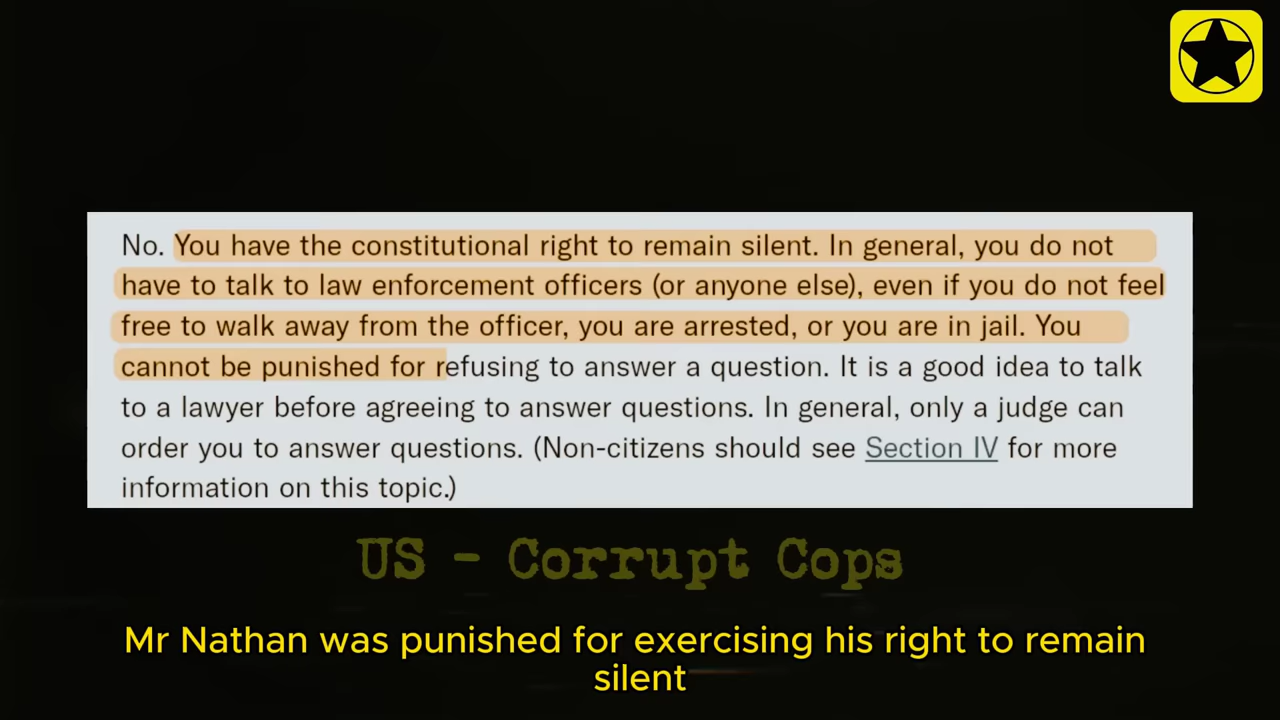 No. You have the constitutional right to remain silent. In general, you do not
have to talk to law enforcement officers (or anyone else), even if you do not feel
free to walk away from the officer, you are arrested, or you are in jail. You
cannot be punished for refusing to answer a question. It is a good idea to talk
to a lawyer before agreeing to answer questions. In general, only a judge can
order you to answer questions. (Non-citizens should see Section IV for more
information on this topic.)
US - Corrupt Cops
Mr Nathan was punished for exercising his right to remain
silent